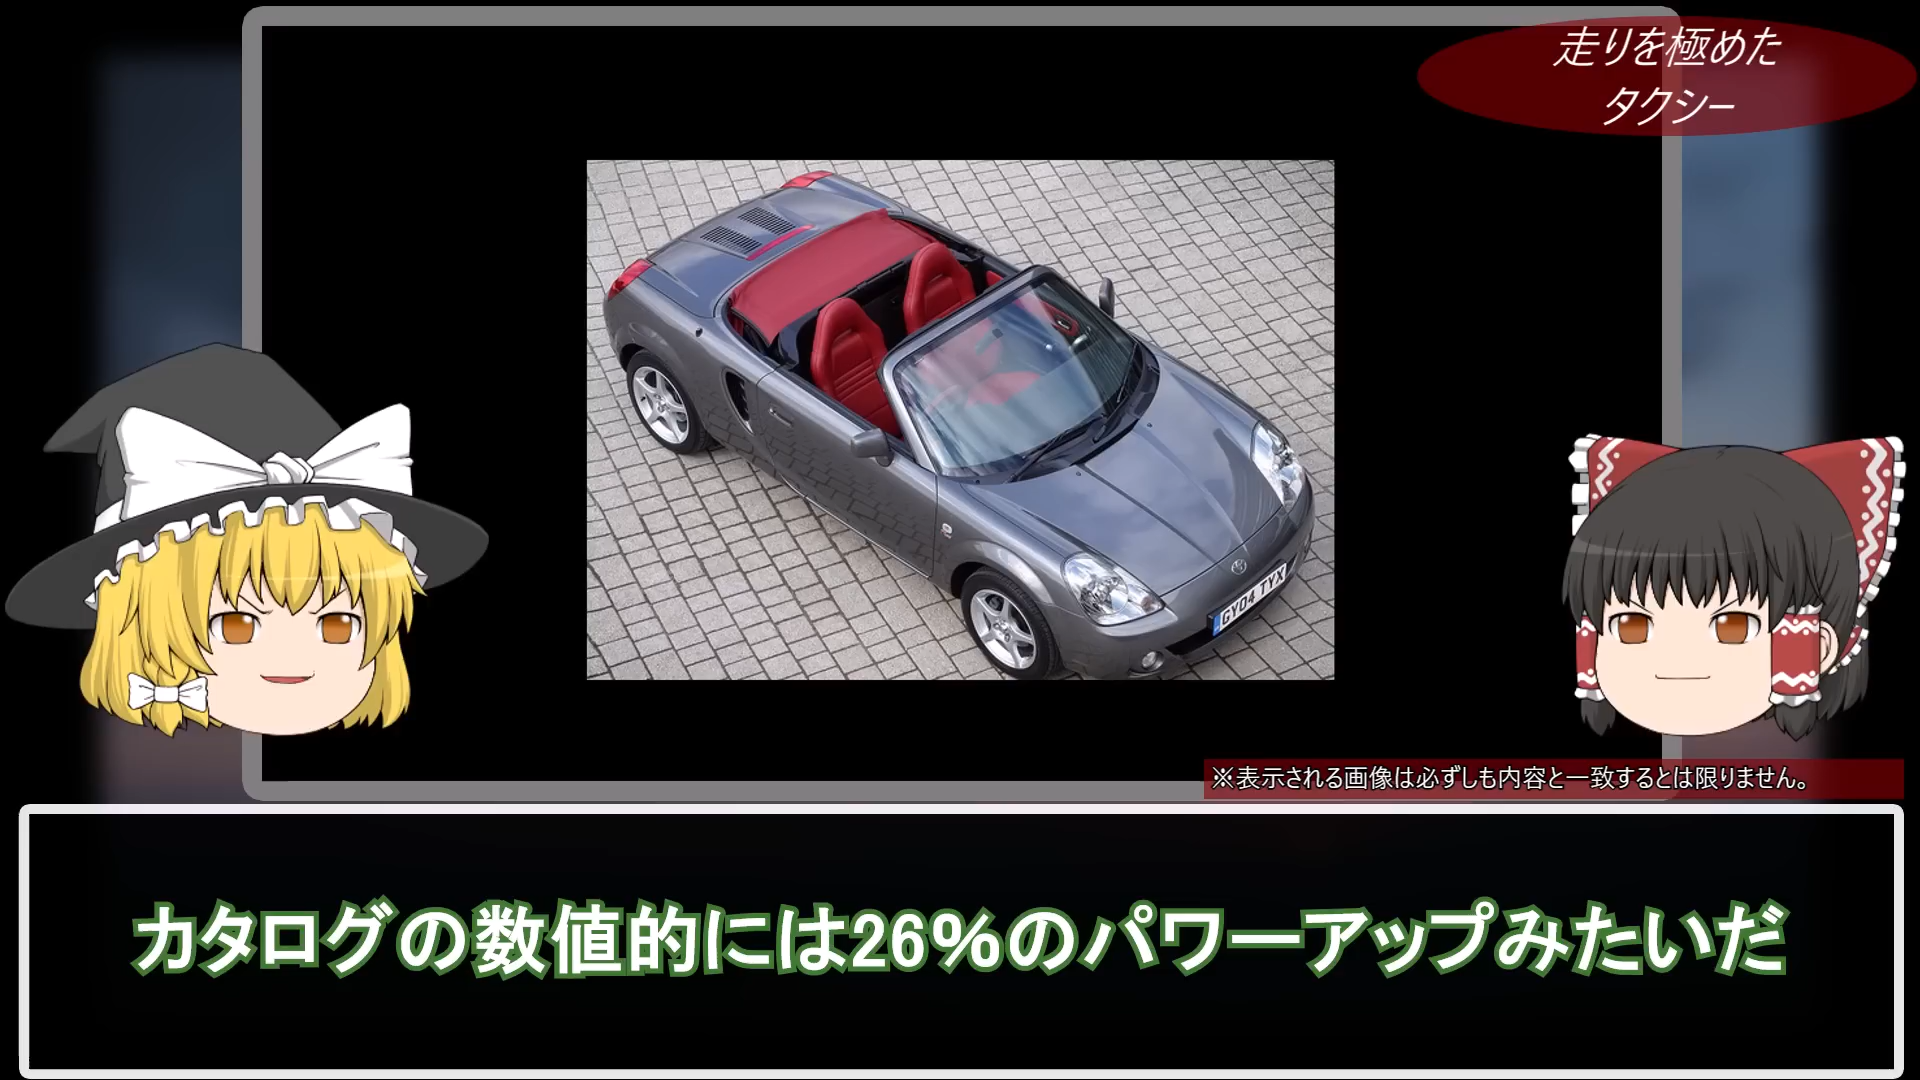 走りを極めた
タクシー
GY04 TYX
※表示される画像は必ずしも内容と一致するとは限りません。
カタログの数値的には26%のパワーアップみたいだ